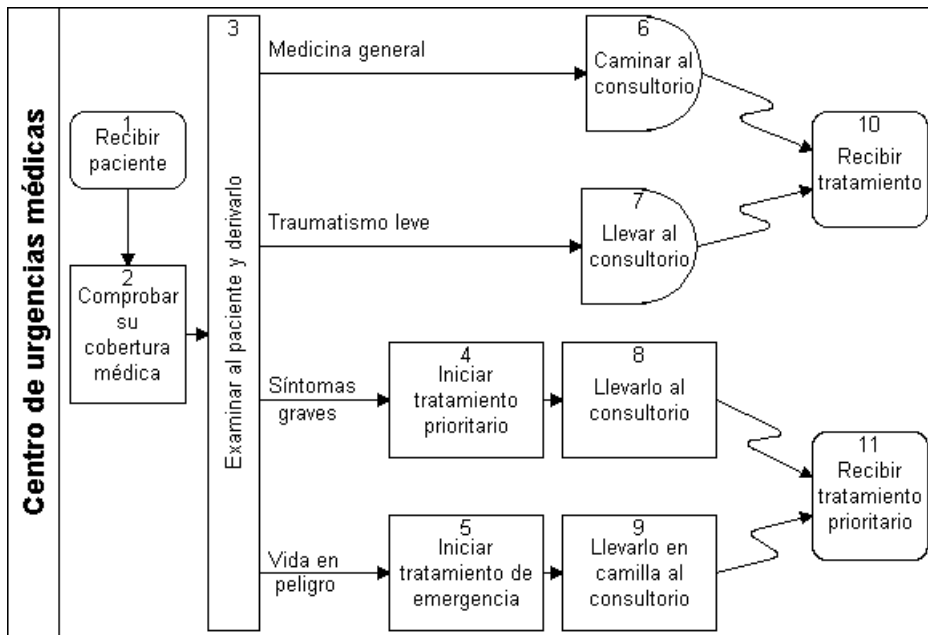 Centro de urgencias médicas
1
Recibir
paciente
2
Comprobar
su
cobertura
médica
3
Examinar al paciente y derivarlo
Medicina general
6
Caminar al
consultorio
Traumatismo leve
7
Llevar al
consultorio
10
Recibir
tratamiento
Síntomas
graves
4
Iniciar
tratamiento
prioritario
8
Llevarlo al
consultorio
Vida en
peligro
5
Iniciar
tratamiento de
emergencia
9
Llevarlo en
camilla al
consultorio
11
Recibir
tratamiento
prioritario